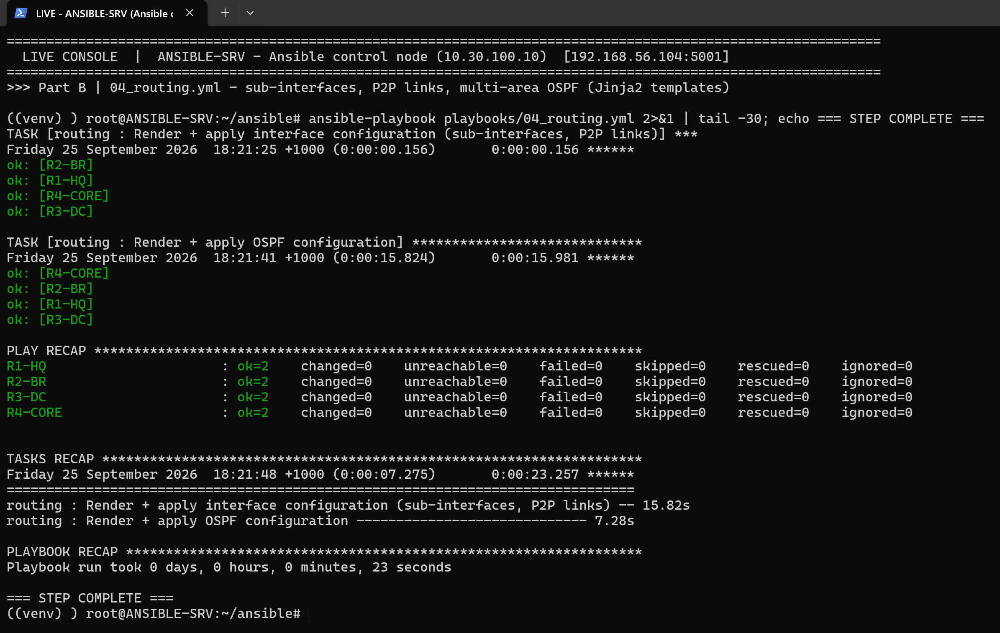 LIVE - ANSIBLE-SRV (Ansible c
==============================================================================================================
LIVE CONSOLE | ANSIBLE-SRV - Ansible control node (10.30.100.10) [192.168.56.104:5001]
==============================================================================================================
>>> Part B | 04_routing.yml - sub-interfaces, P2P links, multi-area OSPF (Jinja2 templates)
((venv) ) root@ANSIBLE-SRV:~/ansible# ansible-playbook playbooks/04_routing.yml 2>&1 | tail -30; echo === STEP COMPLETE ===
TASK [routing : Render + apply interface configuration (sub-interfaces, P2P links)] ***
Friday 25 September 2026  18:21:25 +1000 (0:00:00.156)       0:00:00.156 ******
ok: [R2-BR]
ok: [R1-HQ]
ok: [R4-CORE]
ok: [R3-DC]
TASK [routing : Render + apply OSPF configuration] *****************************
Friday 25 September 2026  18:21:41 +1000 (0:00:15.824)       0:00:15.981 ******
ok: [R4-CORE]
ok: [R2-BR]
ok: [R1-HQ]
ok: [R3-DC]
PLAY RECAP *********************************************************************
R1-HQ                      : ok=2    changed=0    unreachable=0    failed=0    skipped=0    rescued=0    ignored=0
R2-BR                      : ok=2    changed=0    unreachable=0    failed=0    skipped=0    rescued=0    ignored=0
R3-DC                      : ok=2    changed=0    unreachable=0    failed=0    skipped=0    rescued=0    ignored=0
R4-CORE                    : ok=2    changed=0    unreachable=0    failed=0    skipped=0    rescued=0    ignored=0
TASKS RECAP ********************************************************************
Friday 25 September 2026  18:21:48 +1000 (0:00:07.275)       0:00:23.257 ******
===============================================================================
routing : Render + apply interface configuration (sub-interfaces, P2P links) -- 15.82s
routing : Render + apply OSPF configuration ----------------------------- 7.28s
PLAYBOOK RECAP *****************************************************************
Playbook run took 0 days, 0 hours, 0 minutes, 23 seconds
=== STEP COMPLETE ===
((venv) ) root@ANSIBLE-SRV:~/ansible#